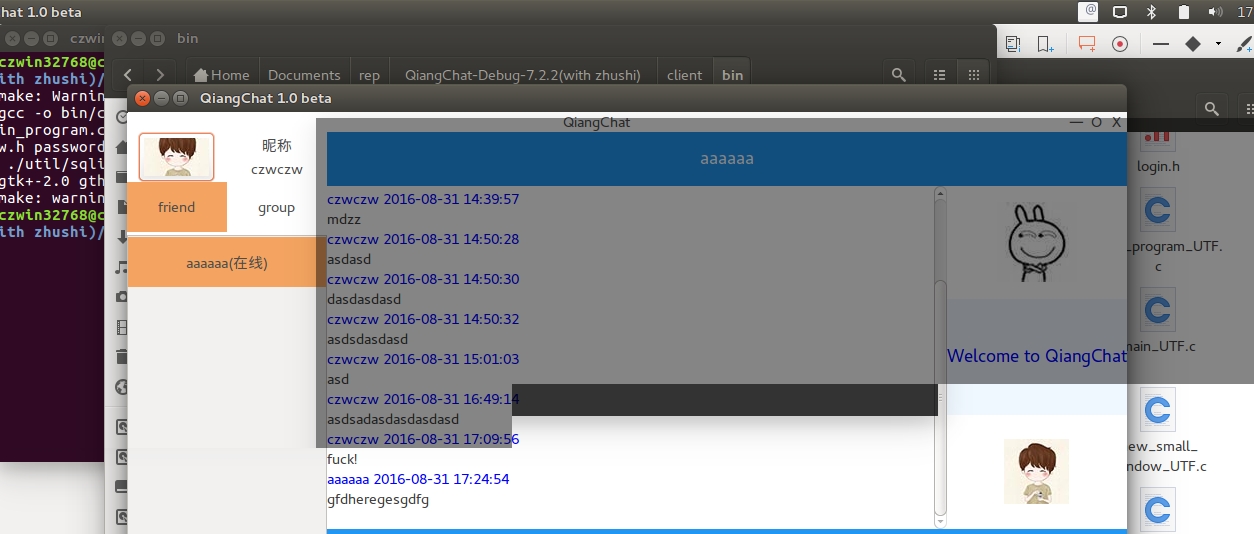 hat 1.0 beta
17
czwi
bin
czwin32768@c
ith zhushi)/
make: Warnin
gcc -o bin/c
in_program.c
w.h password
./util/sqli
gtk+-2.0 gth
make: warnin
czwin32768@c
ith zhushi)/
Home
Documents
rep
QiangChat-Debug-7.2.2(with zhushi)
client
bin
QiangChat 1.0 beta
QiangChat
— O X
昵称
czwczw
friend
group
aaaaaa(在线)
aaaaaa
czwczw 2016-08-31 14:39:57
mdzz
czwczw 2016-08-31 14:50:28
asdasd
czwczw 2016-08-31 14:50:30
dasdasdasd
czwczw 2016-08-31 14:50:32
asdsdasdasd
czwczw 2016-08-31 15:01:03
asd
czwczw 2016-08-31 16:49:14
asdsadasdasdasdasd
czwczw 2016-08-31 17:09:56
fuck!
aaaaaa 2016-08-31 17:24:54
gfdheregesgdfg
Welcome to QiangChat
login.h
_program_UTF.
c
main_UTF.c
ew_small_
ndow_UTF.c